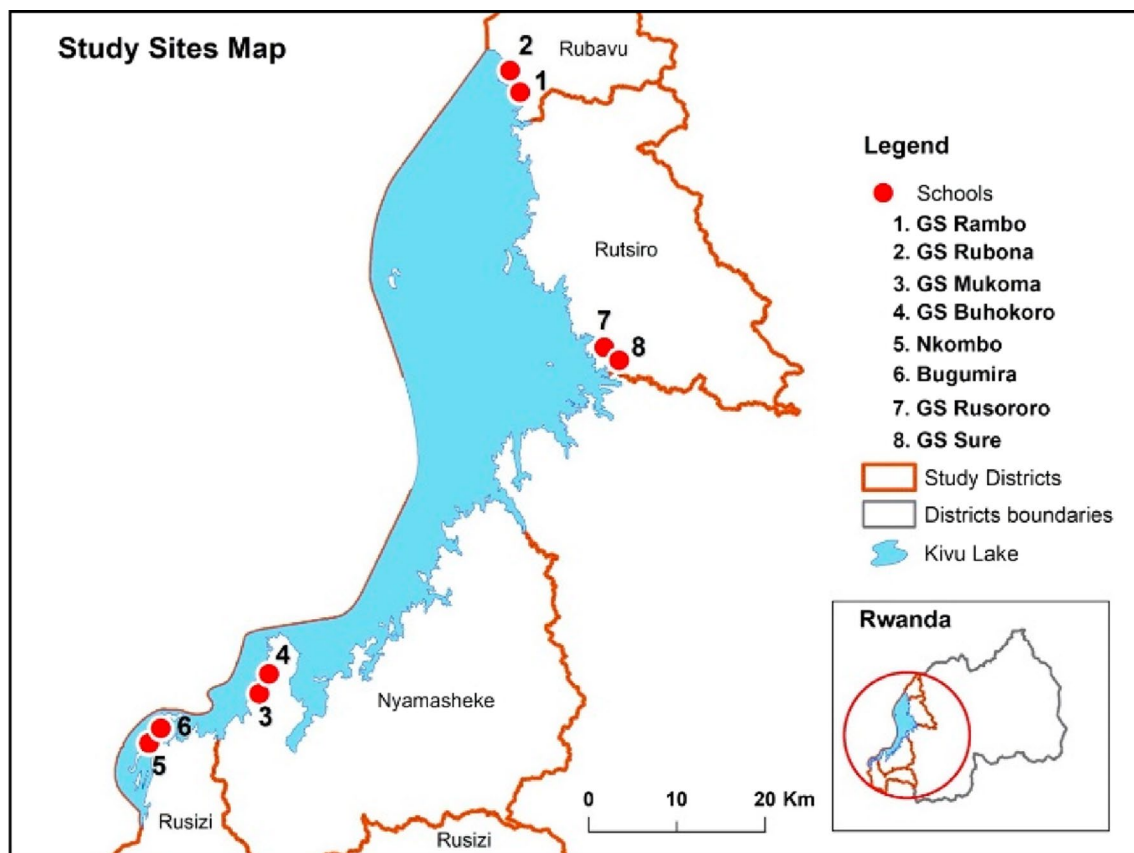 Study Sites Map
2
Rubavu
1
Rutsiro
7
8
4
Nyamasheke
3
6
5
Rusizi
Rusizi
0 10 20 Km
Legend
Schools
1. GS Rambo
2. GS Rubona
3. GS Mukoma
4. GS Buhokoro
5. Nkombo
6. Bugumira
7. GS Rusororo
8. GS Sure
Study Districts
Districts boundaries
Kivu Lake
Rwanda